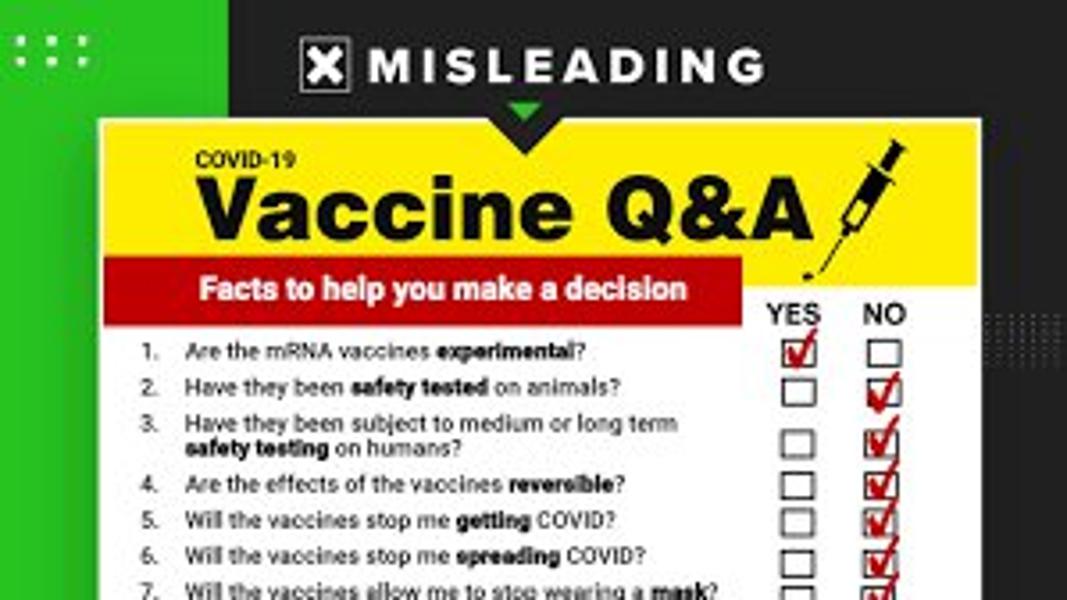 MISLEADING
COVID-19
Vaccine Q&A
Facts to help you make a decision
YES NO
1. Are the mRNA vaccines experimental?
2. Have they been safety tested on animals?
3. Have they been subject to medium or long term
safety testing on humans?
4. Are the effects of the vaccines reversible?
5. Will the vaccines stop me getting COVID?
6. Will the vaccines stop me spreading COVID?
7. Will the vaccines allow me to stop wearing a mask?